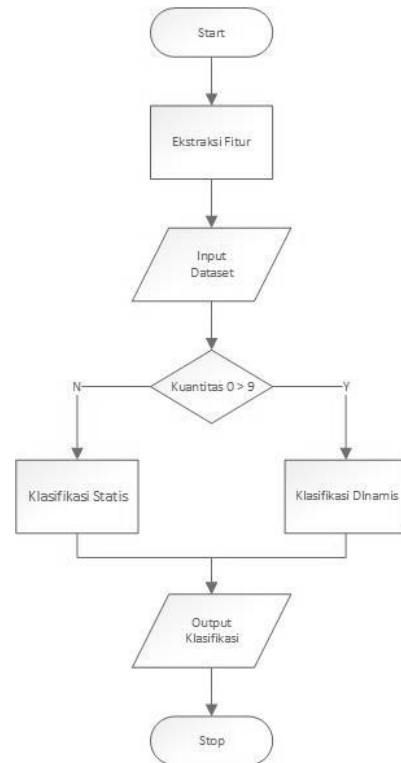 Start
Ekstraksi Fitur
Input
Dataset
Kuantitas 0 > 9
N
Y
Klasifikasi Statis
Klasifikasi DInamis
Output
Klasifikasi
Stop